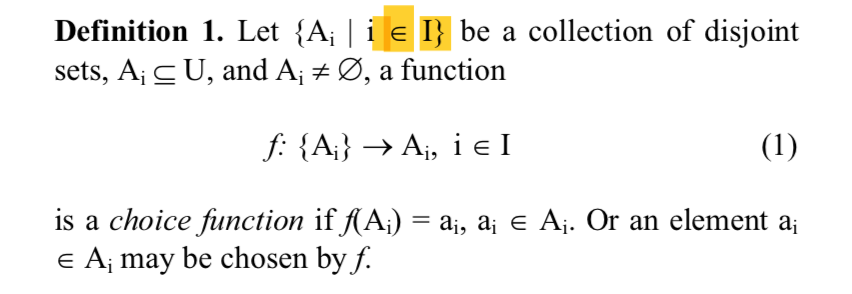 Definition 1. Let {Aᵢ | i ∈ I} be a collection of disjoint
sets, Aᵢ ⊆ U, and Aᵢ ≠ ∅, a function
f: {Aᵢ} → Aᵢ, i ∈ I (1)
is a choice function if f(Aᵢ) = aᵢ, aᵢ ∈ Aᵢ. Or an element aᵢ
∈ Aᵢ may be chosen by f.